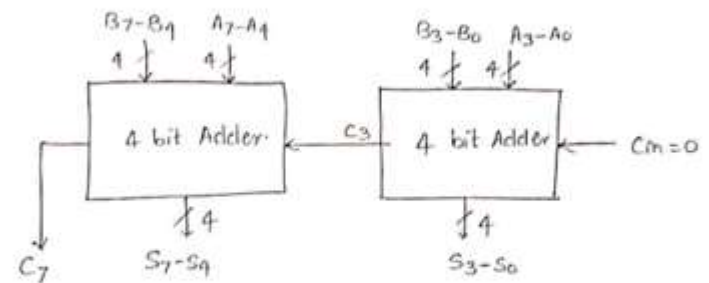 B7-B4 A7-A4
B3-B0 A3-A0
4 4
4 4
4 bit Adder.
C3
4 bit Adder
Cin=0
4
4
C7
S7-S4
S3-S0